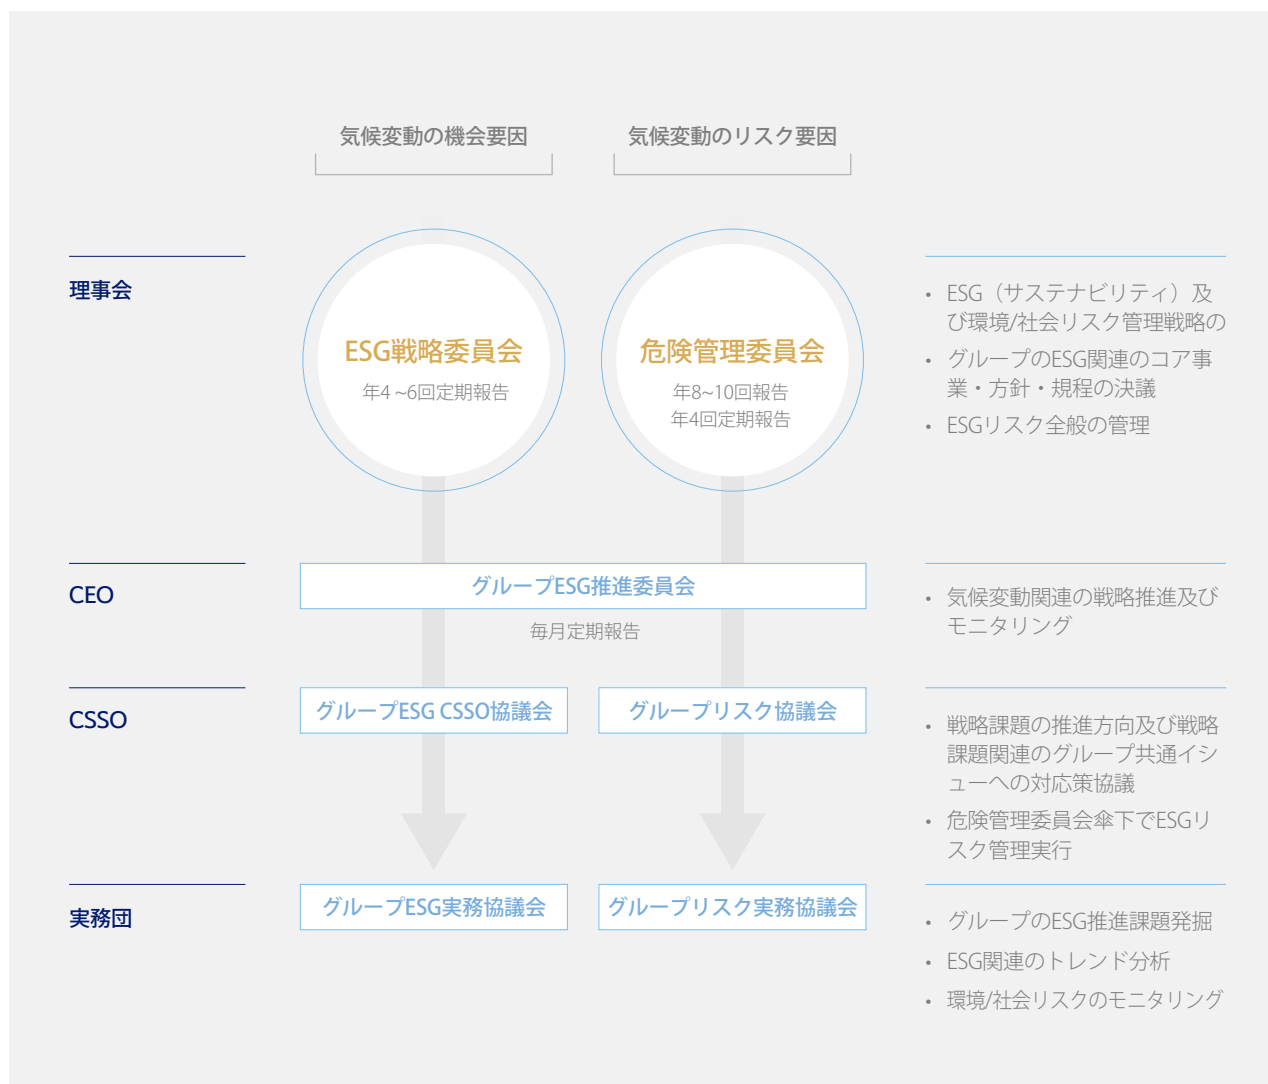 気候変動の機会要因
気候変動のリスク要因
理事会
ESG戦略委員会
年4 ~6回定期報告
危険管理委員会
年8~10回報告
年4回定期報告
• ESG（サステナビリティ）及
び環境/社会リスク管理戦略の
• グループのESG関連のコア事
業・方針・規程の決議
• ESGリスク全般の管理
CEO
グループESG推進委員会
毎月定期報告
• 気候変動関連の戦略推進及び
モニタリング
CSSO
グループESG CSSO協議会
グループリスク協議会
• 戦略課題の推進方向及び戦略
課題関連のグループ共通イシ
ューへの対応策協議
• 危険管理委員会傘下でESGリ
スク管理実行
実務団
グループESG実務協議会
グループリスク実務協議会
• グループのESG推進課題発掘
• ESG関連のトレンド分析
• 環境/社会リスクのモニタリング